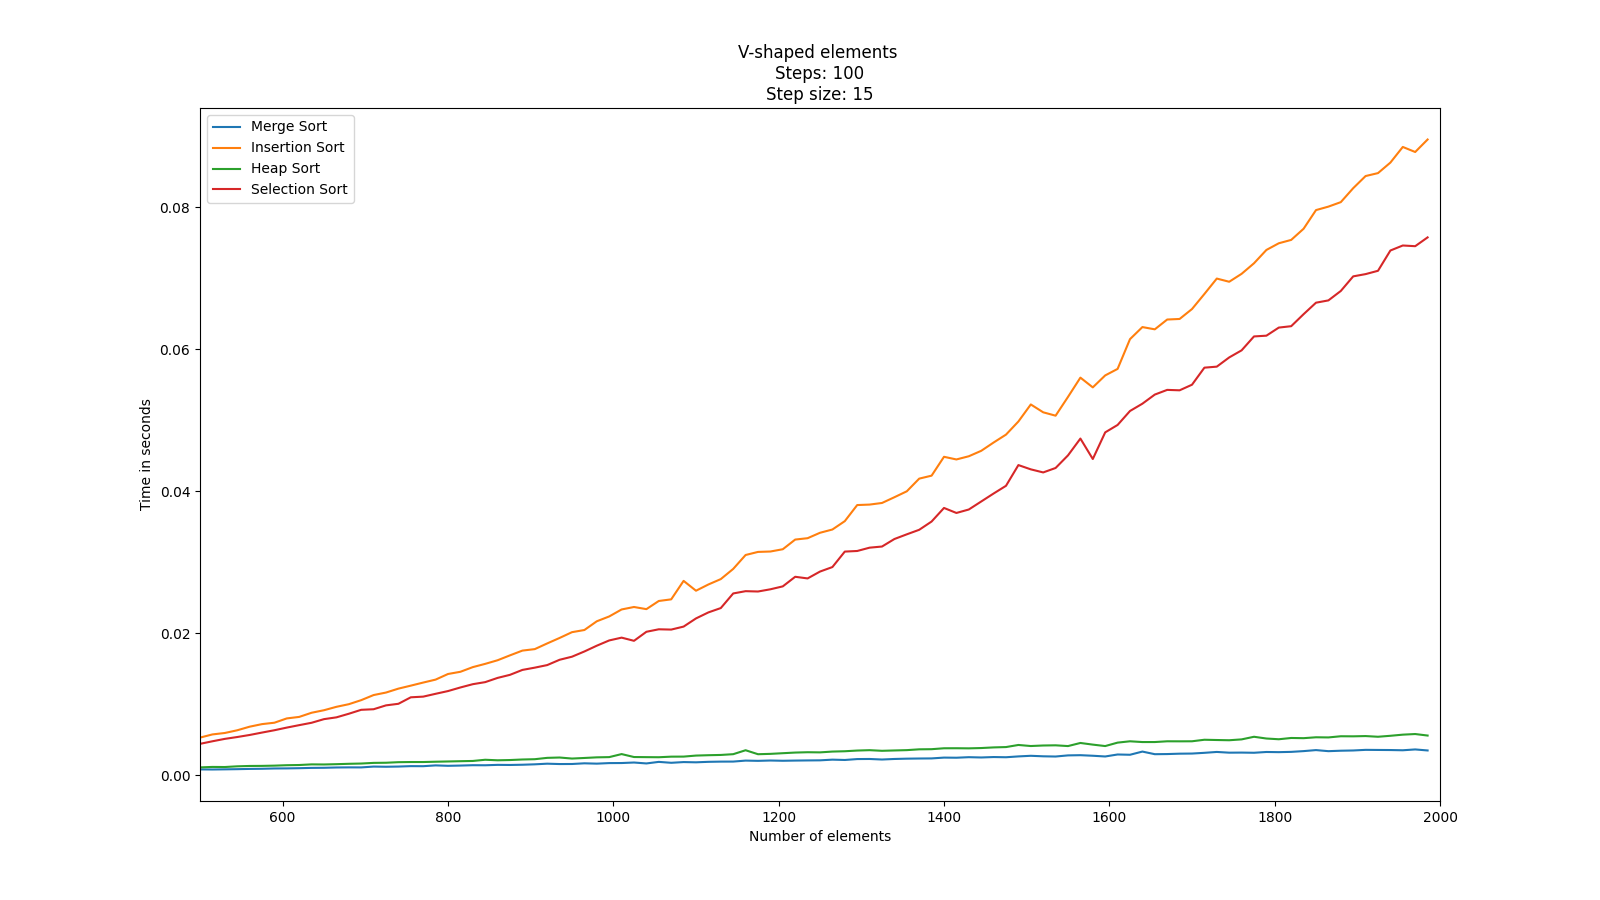 V-shaped elements
Steps: 100
Step size: 15
Merge Sort
Insertion Sort
Heap Sort
Selection Sort
0.08
0.06
0.04
0.02
0.00
Time in seconds
600 800 1000 1200 1400 1600 1800 2000
Number of elements